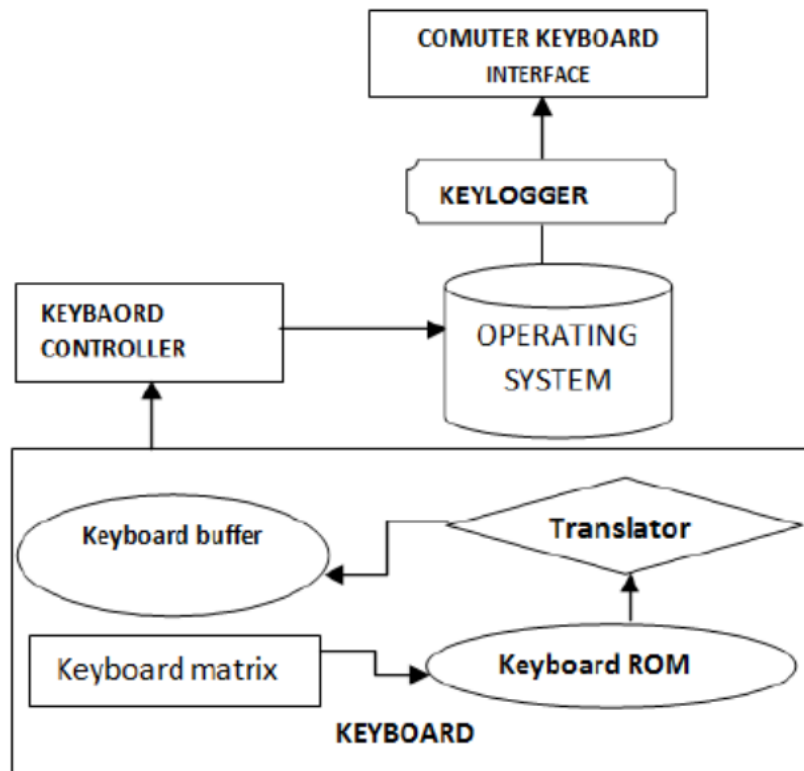 COMUTER KEYBOARD
INTERFACE
KEYLOGGER
KEYBAORD
CONTROLLER
OPERATING
SYSTEM
Keyboard buffer
Translator
Keyboard matrix
Keyboard ROM
KEYBOARD